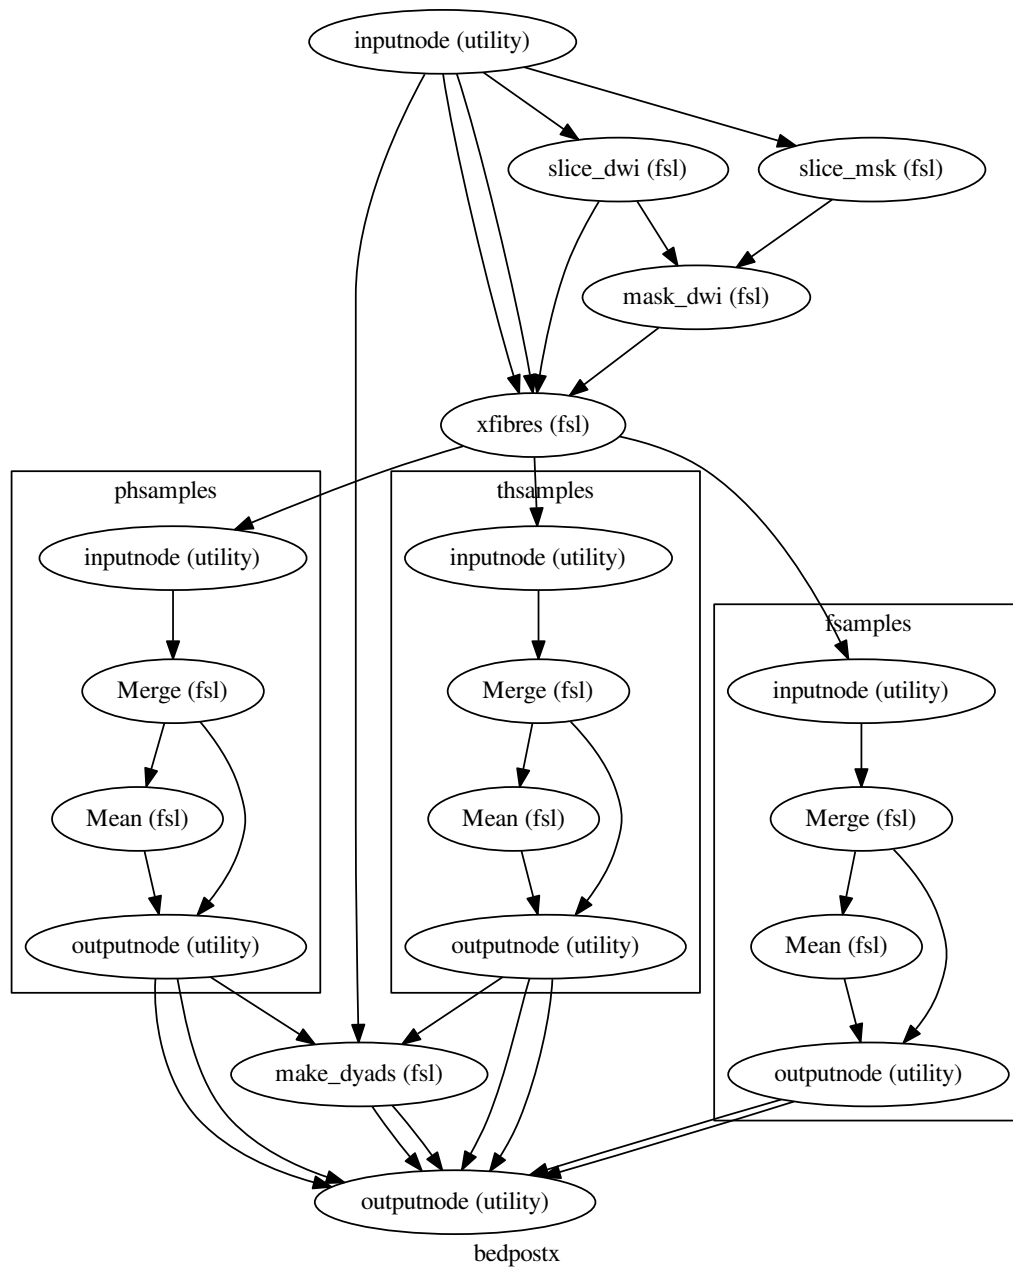 inputnode (utility)
slice_dwi (fsl)
slice_msk (fsl)
mask_dwi (fsl)
xfibres (fsl)
phsamples
inputnode (utility)
Merge (fsl)
Mean (fsl)
outputnode (utility)
thsamples
inputnode (utility)
Merge (fsl)
Mean (fsl)
outputnode (utility)
fsamples
inputnode (utility)
Merge (fsl)
Mean (fsl)
outputnode (utility)
make_dyads (fsl)
outputnode (utility)
bedpostx